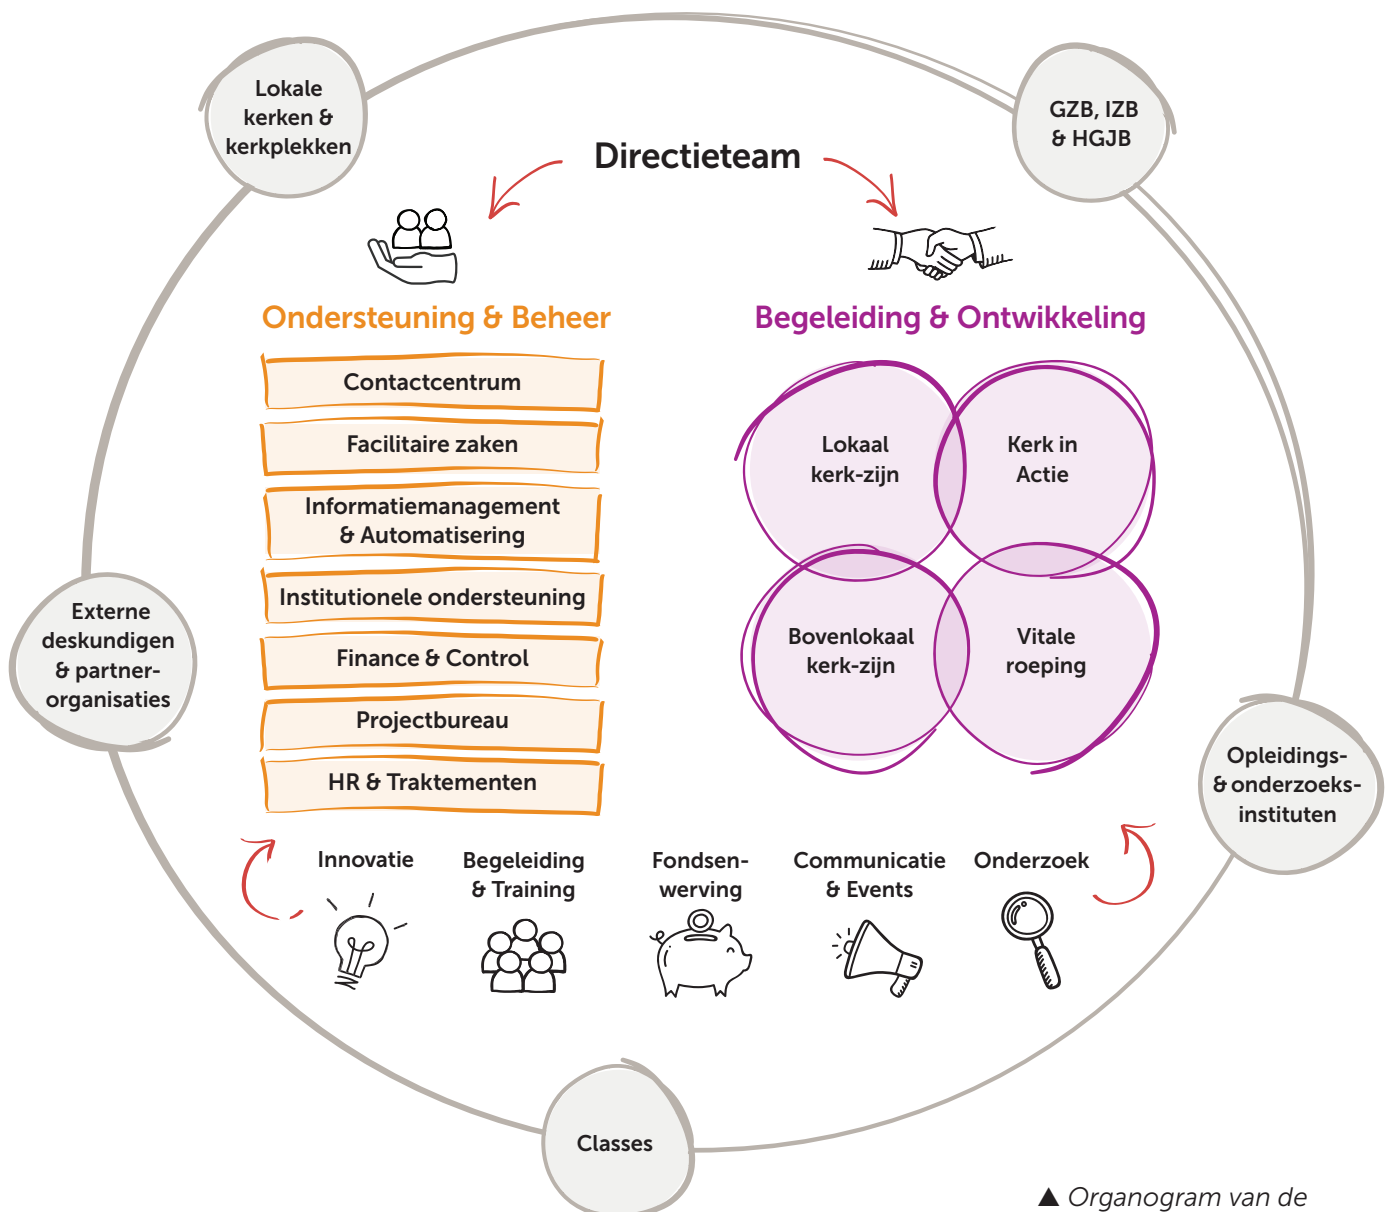 Lokale
kerken &
kerkplekken
GZB, IZB
& HGJB
Directieteam
Ondersteuning & Beheer
Contactcentrum
Facilitaire zaken
Informatiemanagement
& Automatisering
Institutionele ondersteuning
Finance & Control
Projectbureau
HR & Traktementen
Begeleiding & Ontwikkeling
Lokaal
kerk-zijn
Kerk in
Actie
Bovenlokaal
kerk-zijn
Vitale
roeping
Externe
deskundigen
& partner-
organisaties
Opleidings-
& onderzoeks-
instituten
Innovatie
Begeleiding
& Training
Fondsen-
werving
Communicatie
& Events
Onderzoek
Classes
▲ Organogram van de